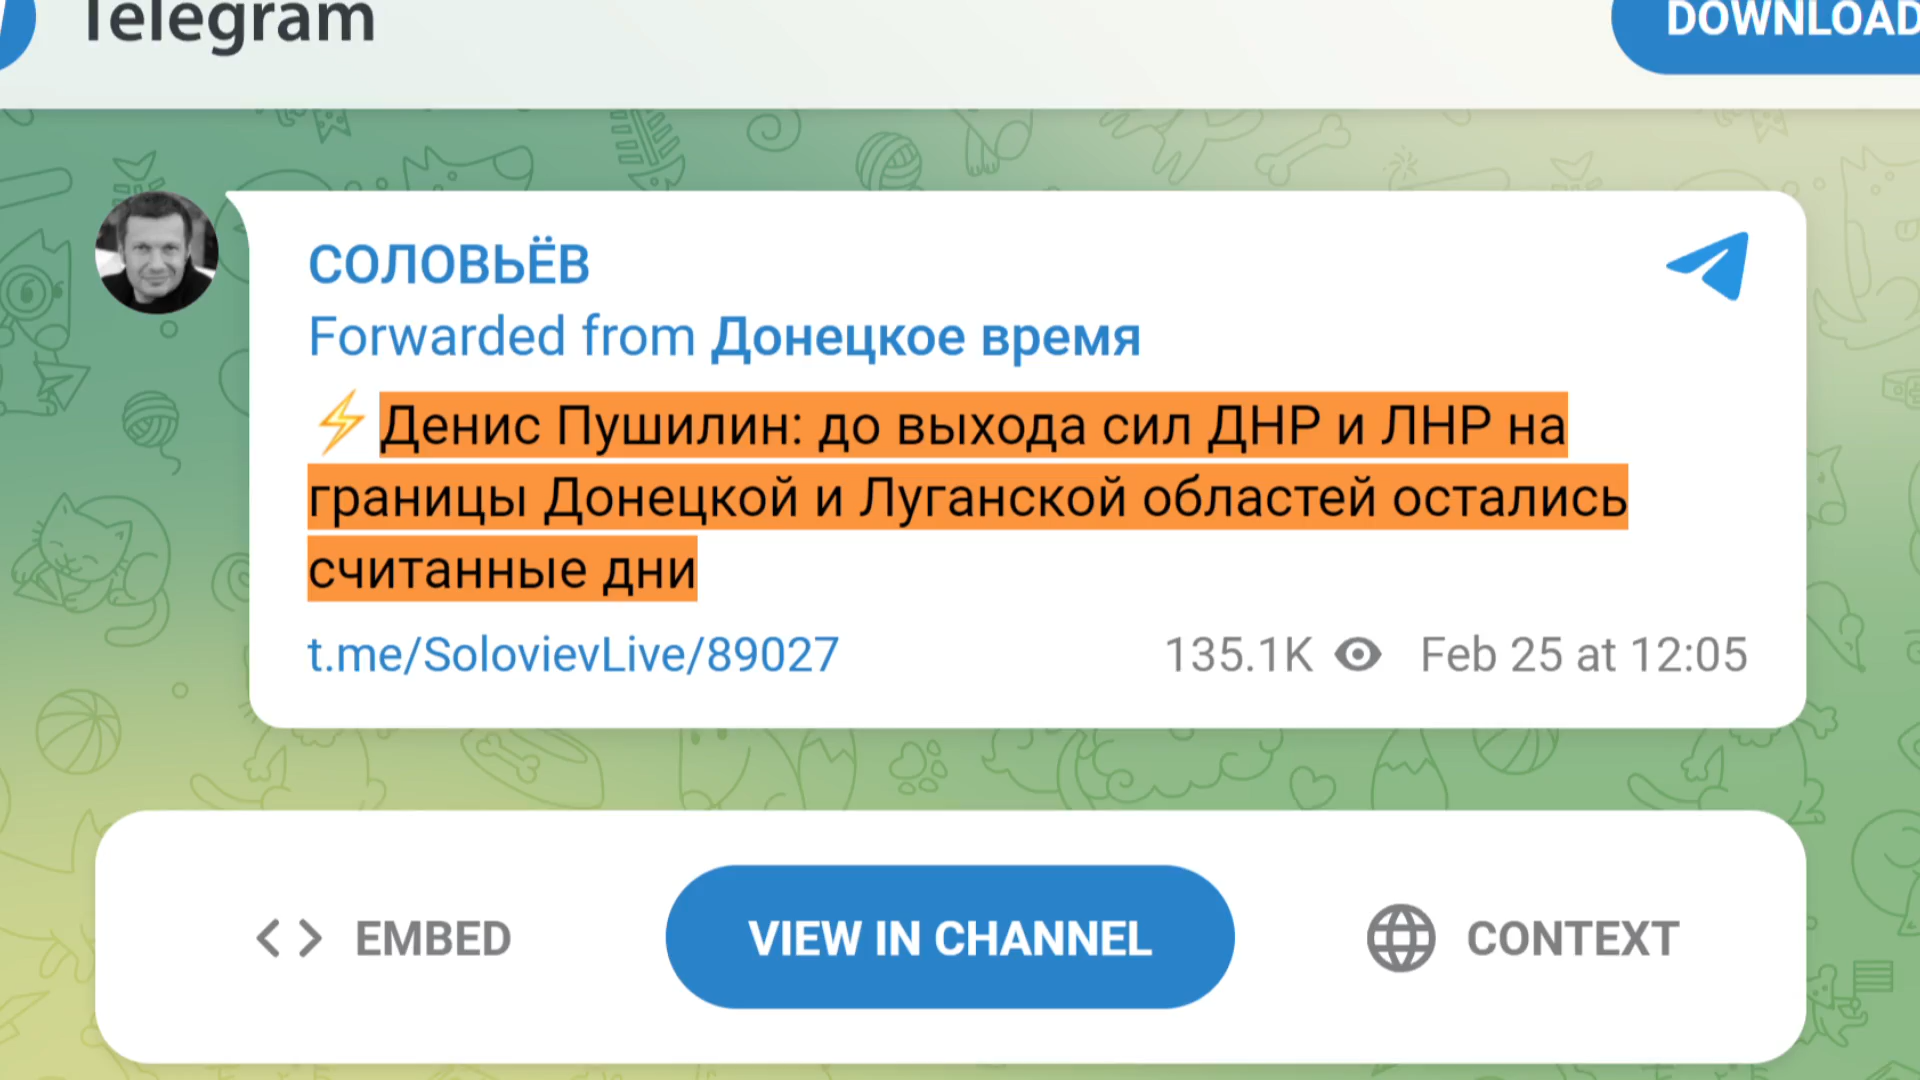 Telegram
DOWNLOAD
СОЛОВЬЁВ
Forwarded from Донецкое время
⚡Денис Пушилин: до выхода сил ДНР и ЛНР на
границы Донецкой и Луганской областей остались
считанные дни
t.me/SolovievLive/89027 135.1K Feb 25 at 12:05
EMBED
VIEW IN CHANNEL
CONTEXT